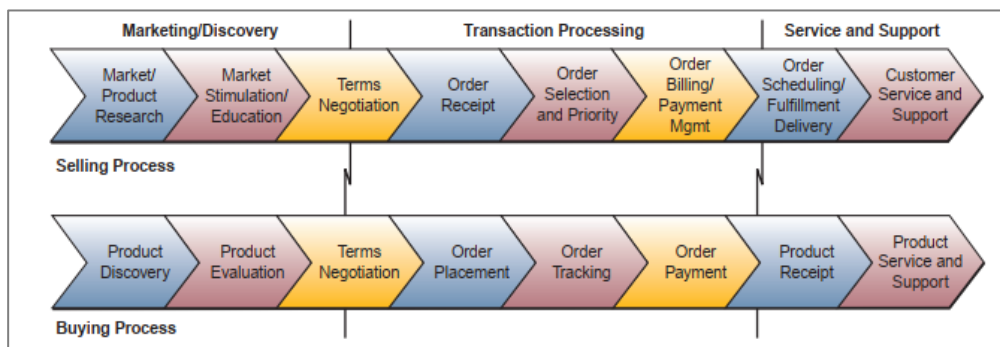 Marketing/Discovery
Transaction Processing
Service and Support
Market/
Product
Research
Market
Stimulation/
Education
Terms
Negotiation
Order
Receipt
Order
Selection
and Priority
Order
Billing/
Payment
Mgmt
Order
Scheduling/
Fulfillment
Delivery
Customer
Service and
Support
Selling Process
Product
Discovery
Product
Evaluation
Terms
Negotiation
Order
Placement
Order
Tracking
Order
Payment
Product
Receipt
Product
Service and
Support
Buying Process